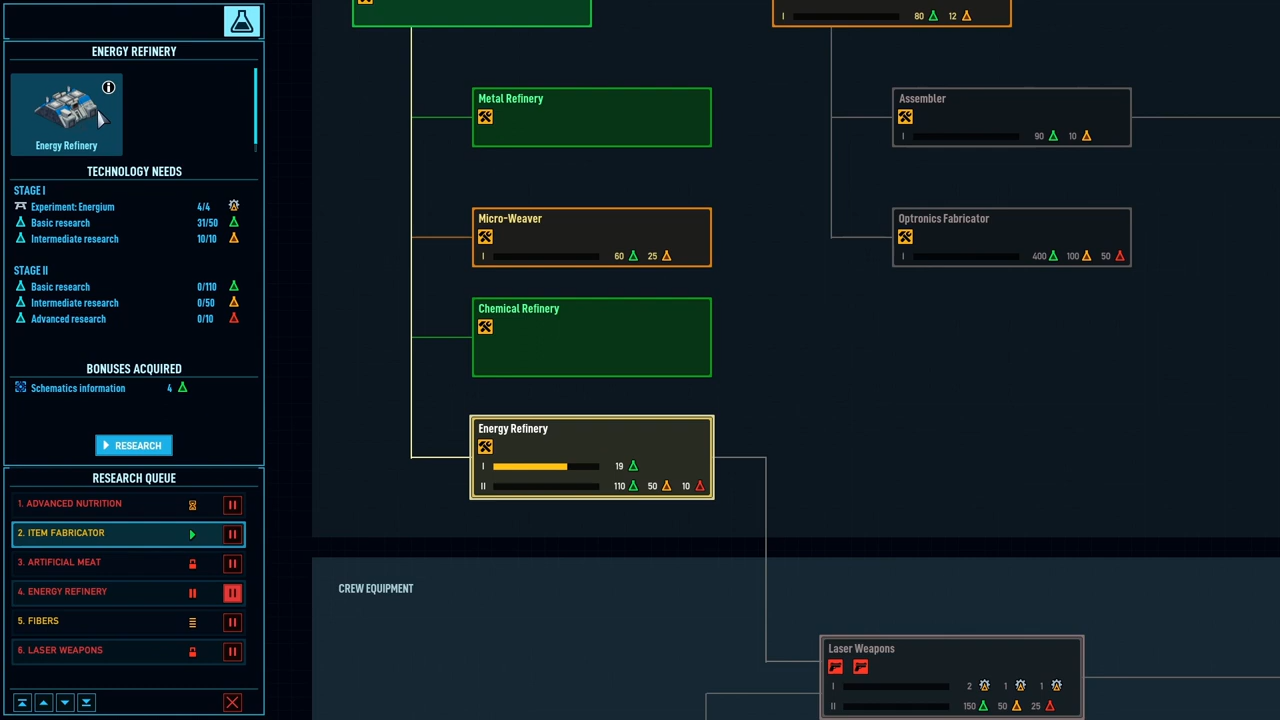 ENERGY REFINERY
Energy Refinery
TECHNOLOGY NEEDS
STAGE I
Experiment: Energium 4/4
Basic research 31/50
Intermediate research 10/10
STAGE II
Basic research 0/110
Intermediate research 0/50
Advanced research 0/10
BONUSES ACQUIRED
Schematics information 4
RESEARCH
RESEARCH QUEUE
1. ADVANCED NUTRITION
2. ITEM FABRICATOR
3. ARTIFICIAL MEAT
4. ENERGY REFINERY
5. FIBERS
6. LASER WEAPONS
I 80 12
Metal Refinery
Assembler
I 90 10
Micro-Weaver
I 60 25
Optronics Fabricator
I 400 100 50
Chemical Refinery
Energy Refinery
I 19
II 110 50 10
CREW EQUIPMENT
Laser Weapons
I 2 1 1
II 150 50 25